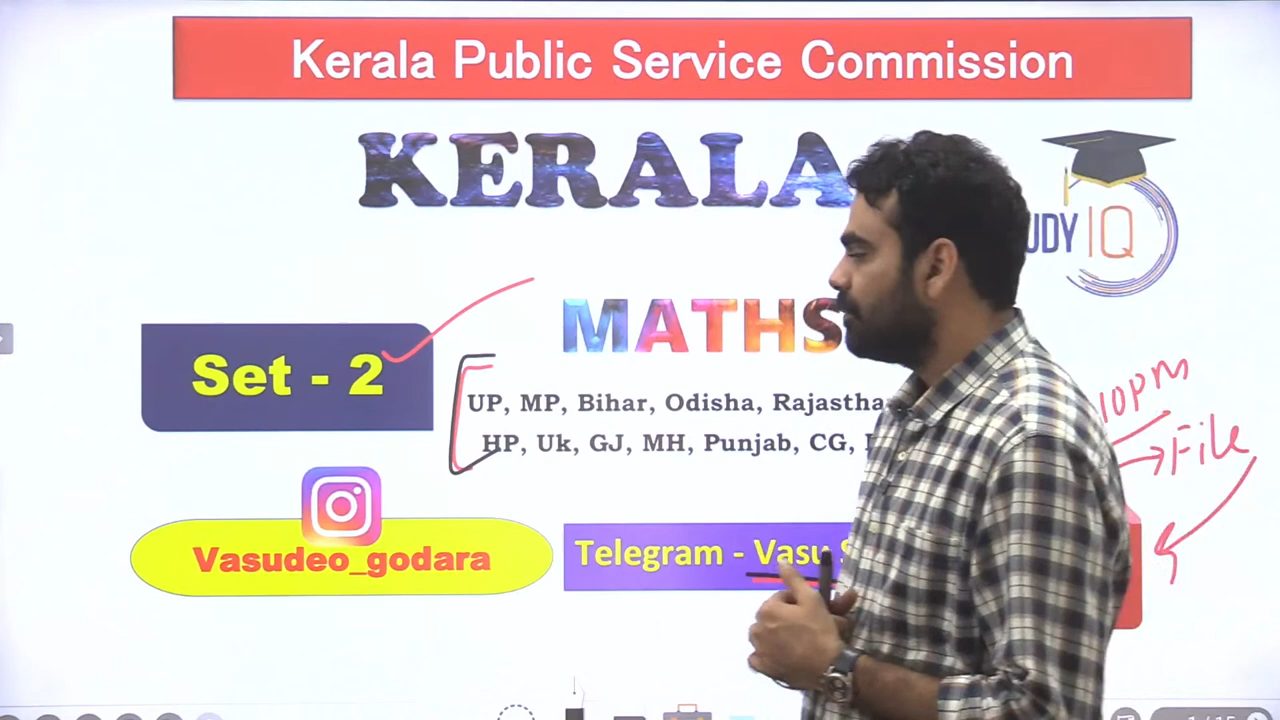 Kerala Public Service Commission
KERALA
UDY IQ
Set - 2
MATHS
UP, MP, Bihar, Odisha, Rajastha
HP, Uk, GJ, MH, Punjab, CG,
10PM
→ File
Vasudeo_godara
Telegram - Vasu